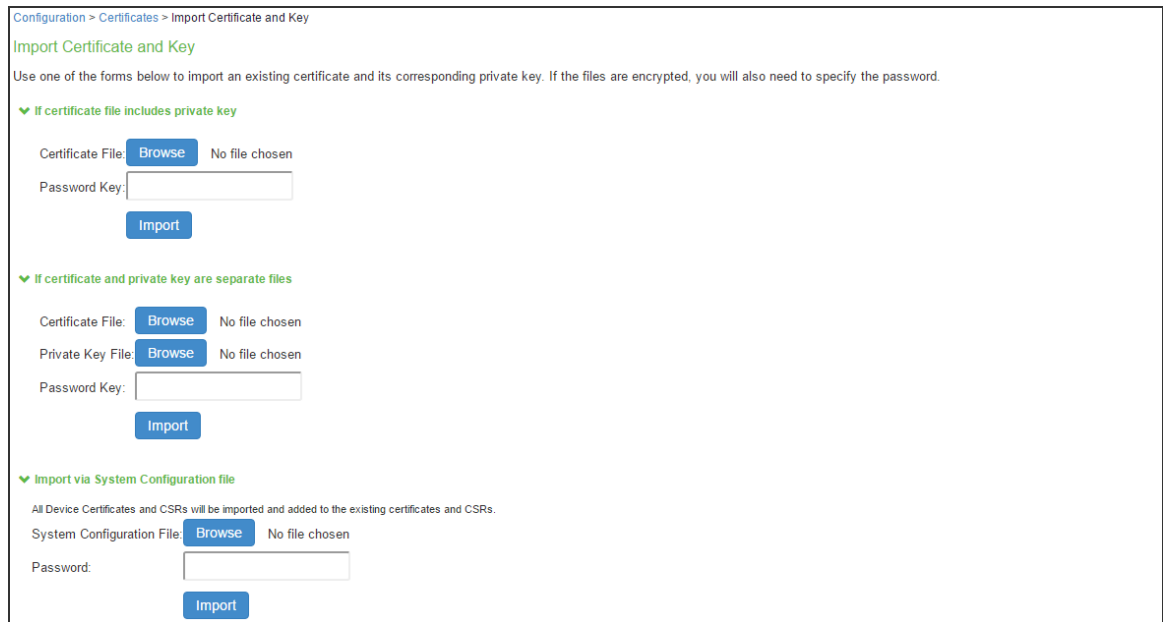 Configuration > Certificates > Import Certificate and Key
Import Certificate and Key
Use one of the forms below to import an existing certificate and its corresponding private key. If the files are encrypted, you will also need to specify the password.
If certificate file includes private key
Certificate File: Browse No file chosen
Password Key:
Import
If certificate and private key are separate files
Certificate File: Browse No file chosen
Private Key File: Browse No file chosen
Password Key:
Import
Import via System Configuration file
All Device Certificates and CSRs will be imported and added to the existing certificates and CSRs.
System Configuration File: Browse No file chosen
Password:
Import